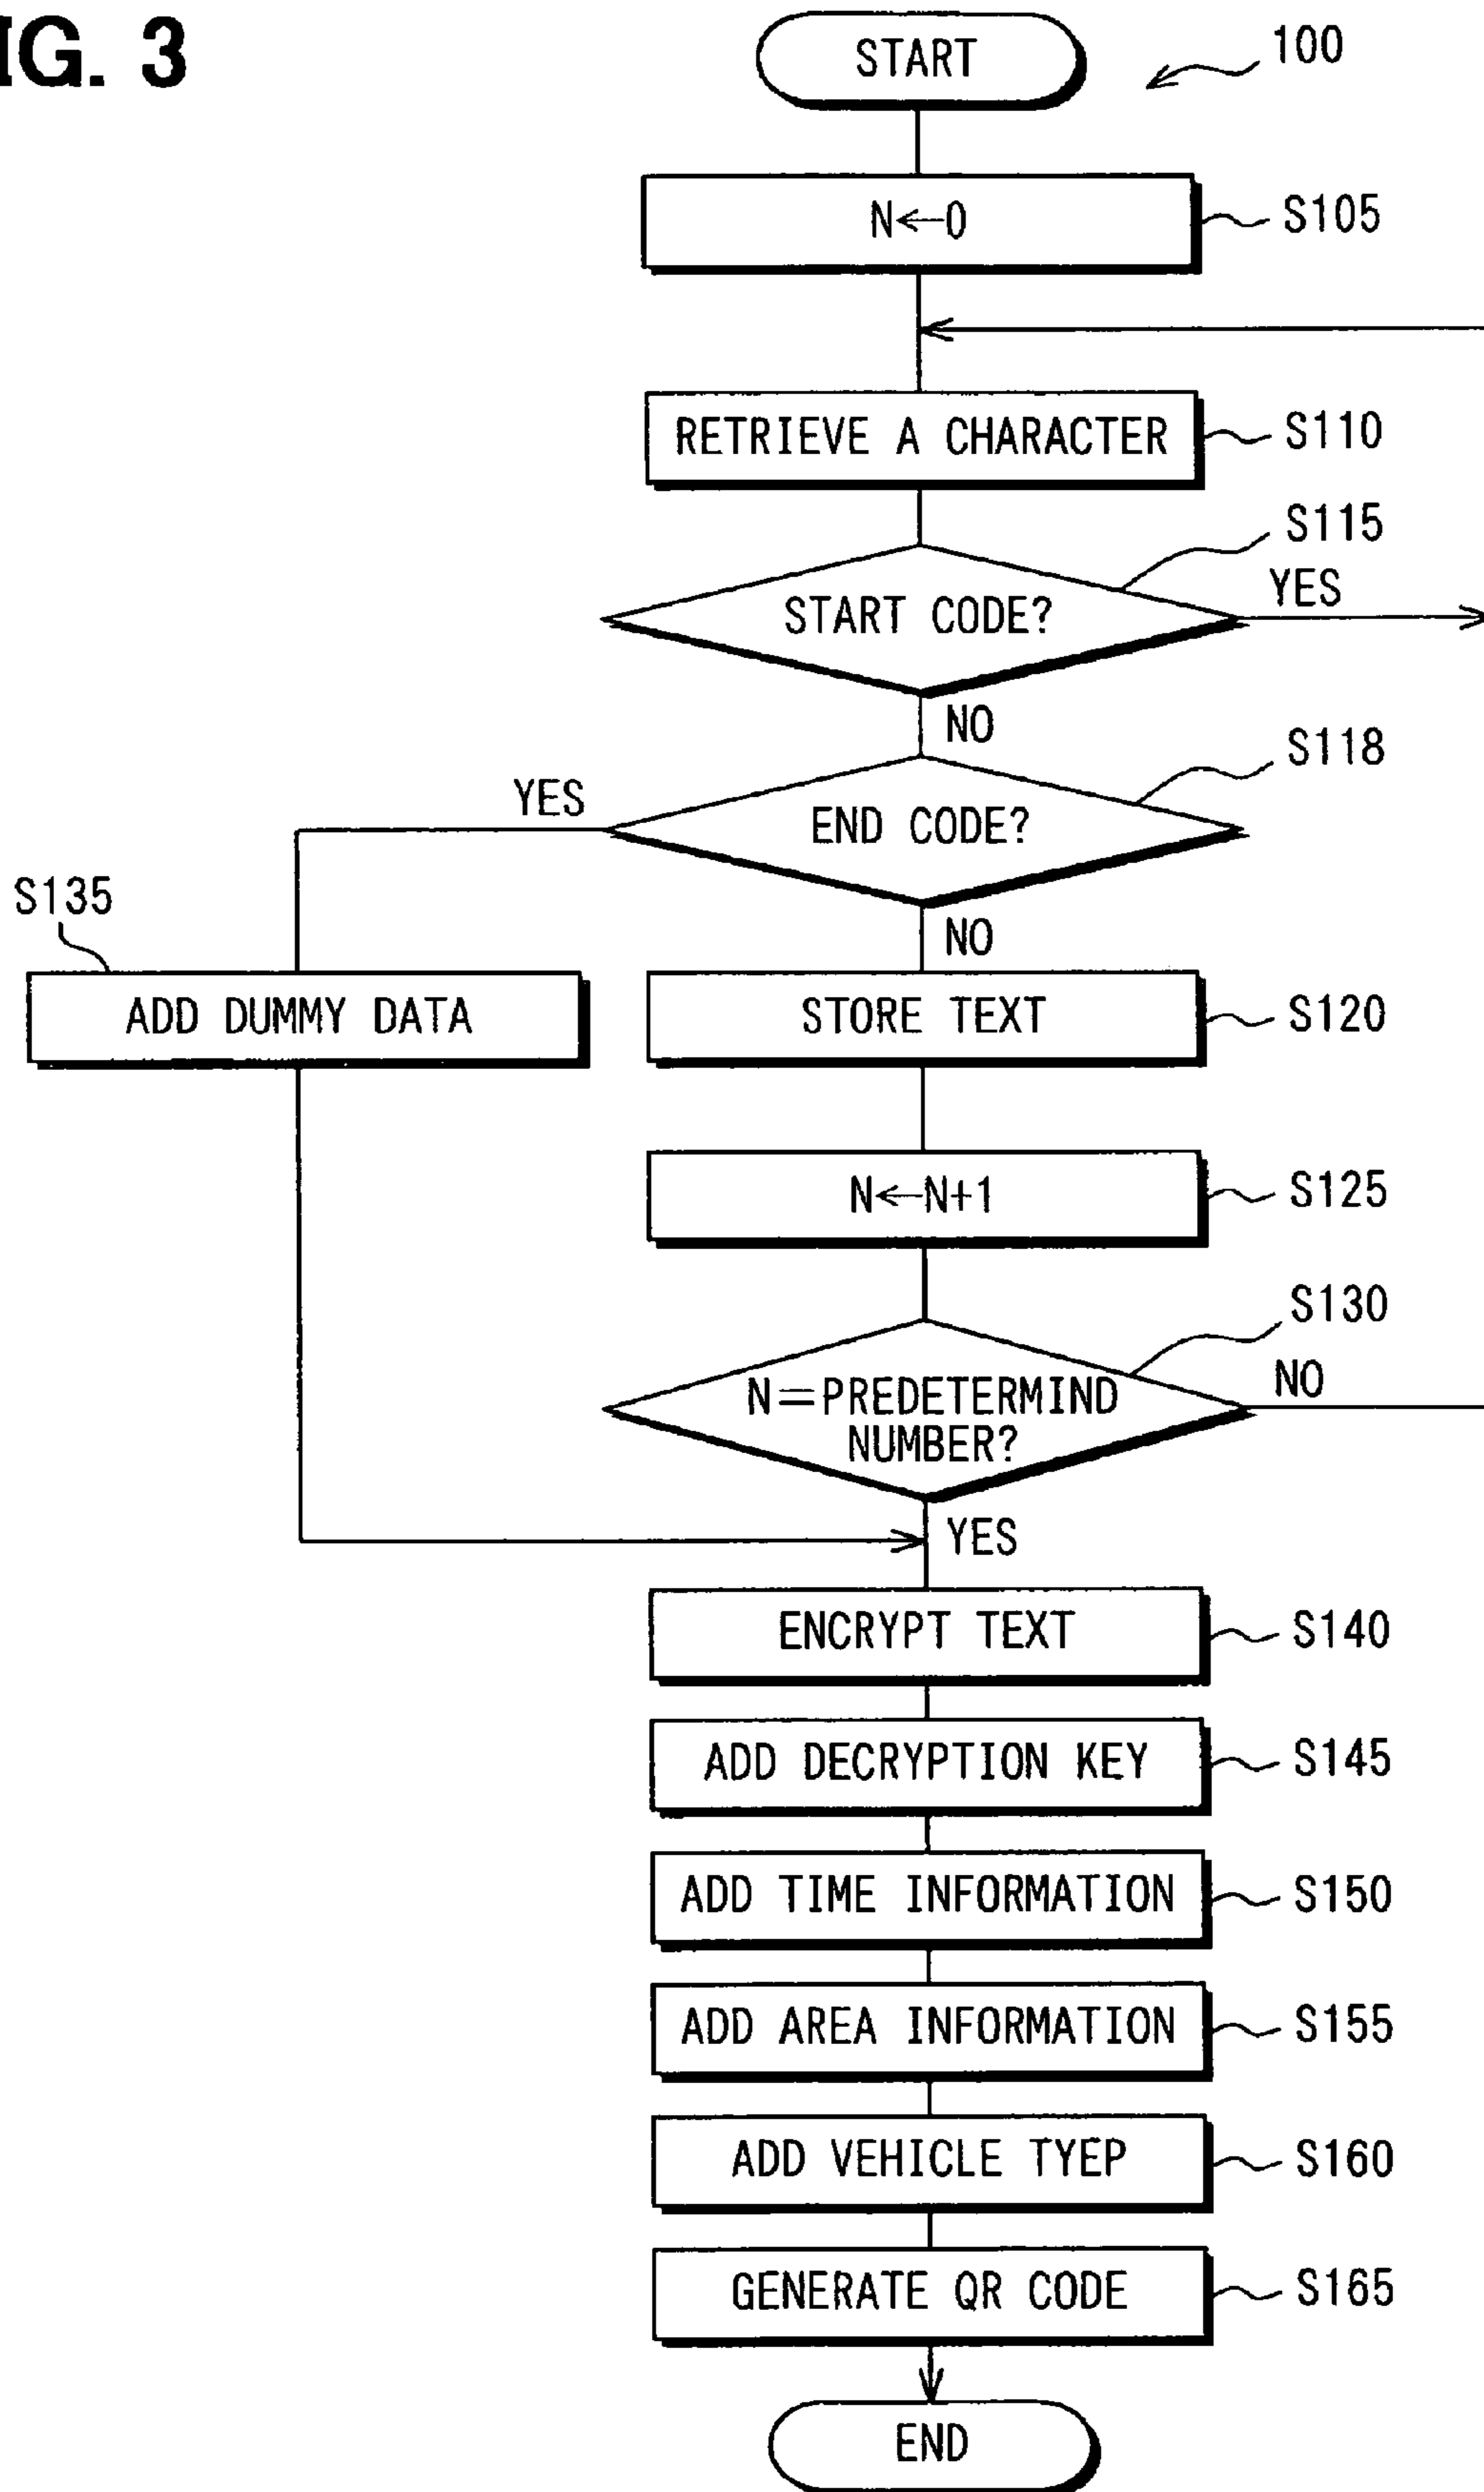 IG. 3
START
100
N←0
S105
RETRIEVE A CHARACTER
S110
S115
START CODE?
YES
NO
S118
YES
END CODE?
NO
S135
ADD DUMMY DATA
STORE TEXT
S120
N←N+1
S125
S130
N=PREDETERMIND
NUMBER?
NO
YES
ENCRYPT TEXT
S140
ADD DECRYPTION KEY
S145
ADD TIME INFORMATION
S150
ADD AREA INFORMATION
S155
ADD VEHICLE TYEP
S160
GENERATE QR CODE
S165
END